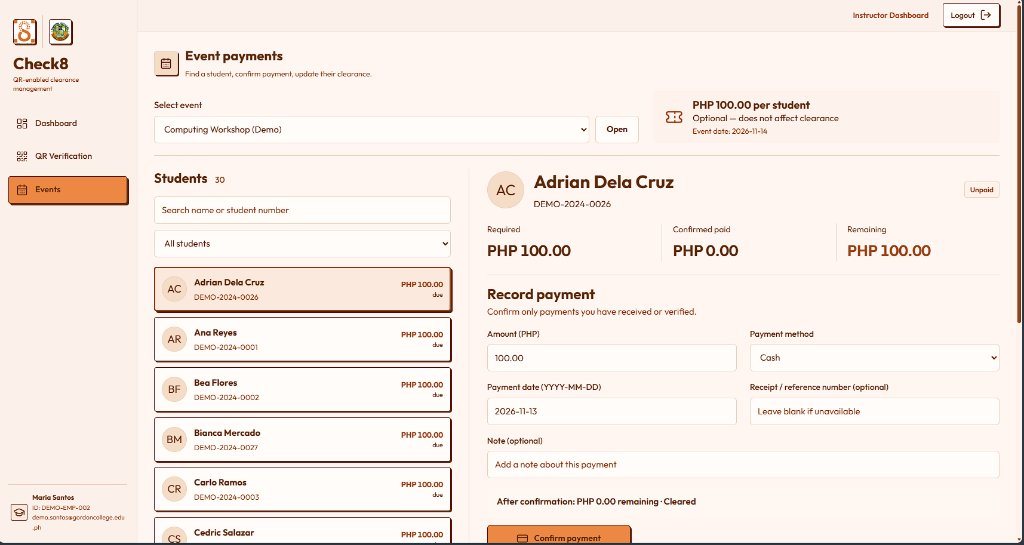 Check8
QR-enabled clearance
management
Dashboard
QR Verification
Events
Maria Santos
ID: DEMO-EMP-002
demo.santos@gordoncollege.edu
.ph
Instructor Dashboard
Logout
Event payments
Find a student, confirm payment, update their clearance.
Select event
Computing Workshop (Demo)
Open
PHP 100.00 per student
Optional — does not affect clearance
Event date: 2026-11-14
Students 30
Search name or student number
All students
AC
Adrian Dela Cruz
DEMO-2024-0026
PHP 100.00
due
AR
Ana Reyes
DEMO-2024-0001
PHP 100.00
due
BF
Bea Flores
DEMO-2024-0002
PHP 100.00
due
BM
Bianca Mercado
DEMO-2024-0027
PHP 100.00
due
CR
Carlo Ramos
DEMO-2024-0003
PHP 100.00
due
CS
Cedric Salazar
PHP 100.00
AC
Adrian Dela Cruz
DEMO-2024-0026
Unpaid
Required
PHP 100.00
Confirmed paid
PHP 0.00
Remaining
PHP 100.00
Record payment
Confirm only payments you have received or verified.
Amount (PHP)
100.00
Payment method
Cash
Payment date (YYYY-MM-DD)
2026-11-13
Receipt / reference number (optional)
Leave blank if unavailable
Note (optional)
Add a note about this payment
After confirmation: PHP 0.00 remaining · Cleared
Confirm payment